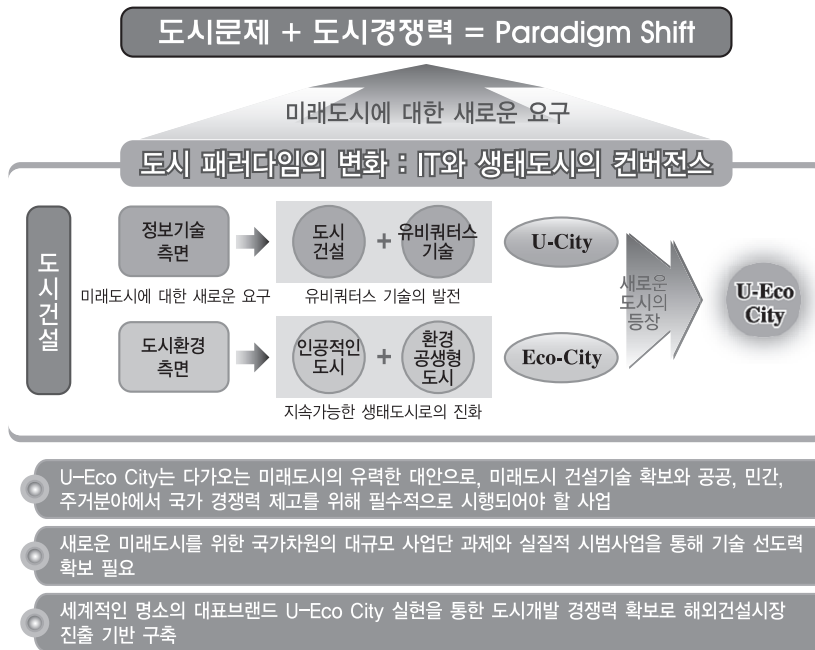 도시문제 + 도시경쟁력 = Paradigm Shift
미래도시에 대한 새로운 요구
도시 패러다임의 변화 : IT와 생태도시의 컨버전스
도시건설
정보기술
측면
미래도시에 대한 새로운 요구
도시
건설
+
유비쿼터스
기술
유비쿼터스 기술의 발전
U-City
도시환경
측면
인공적인
도시
+
환경
공생형
도시
지속가능한 생태도시로의 진화
Eco-City
새로운
도시의
등장
U-Eco
City
U-Eco City는 다가오는 미래도시의 유력한 대안으로, 미래도시 건설기술 확보와 공공, 민간,
주거분야에서 국가 경쟁력 제고를 위해 필수적으로 시행되어야 할 사업
새로운 미래도시를 위한 국가차원의 대규모 사업단 과제와 실질적 시범사업을 통해 기술 선도력
확보 필요
세계적인 명소의 대표브랜드 U-Eco City 실현을 통한 도시개발 경쟁력 확보로 해외건설시장
진출 기반 구축